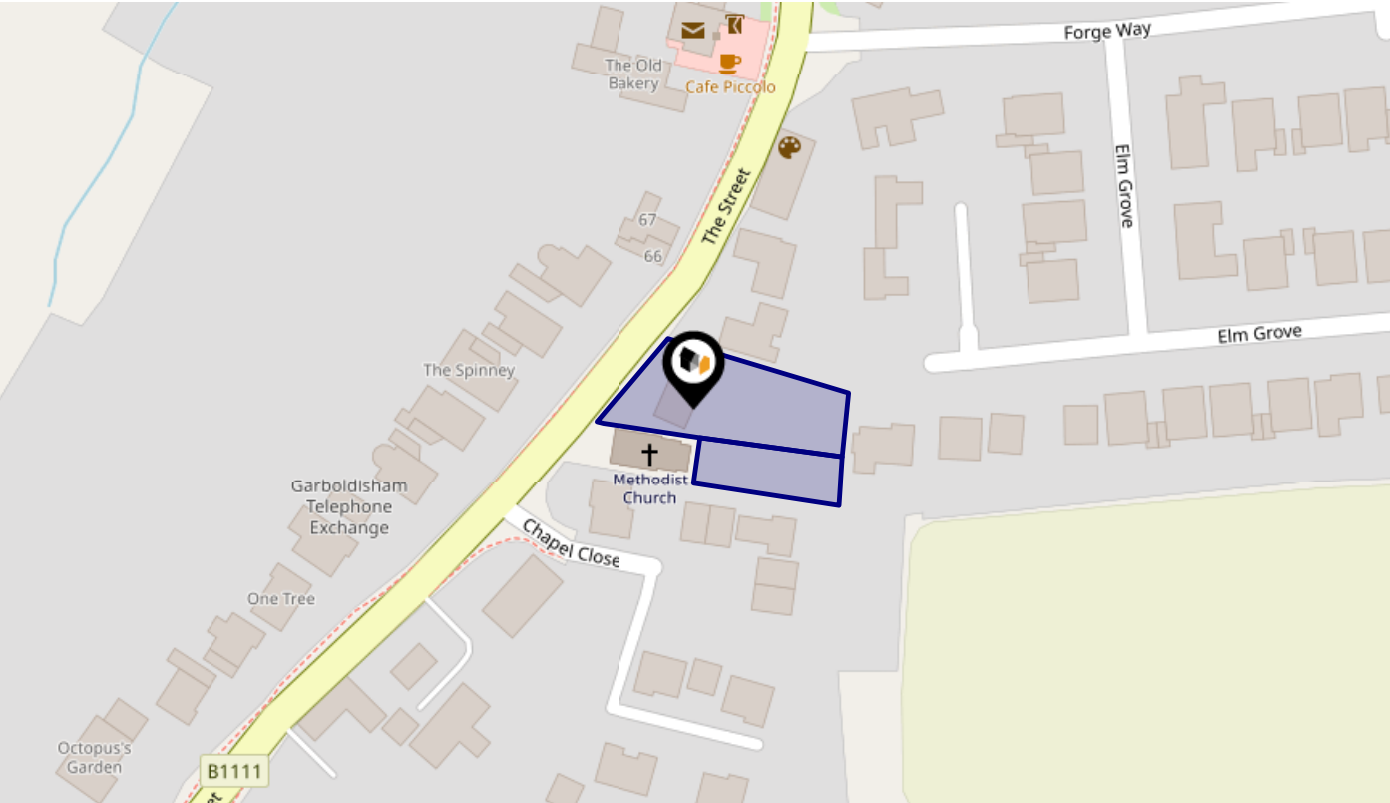 Forge Way
The Old
Bakery
Cafe Piccolo
Elm Grove
The Street
67
66
Elm Grove
The Spinney
Methodist
Church
Garboldisham
Telephone
Exchange
Chapel Close
One Tree
Octopus's
Garden
B1111
et